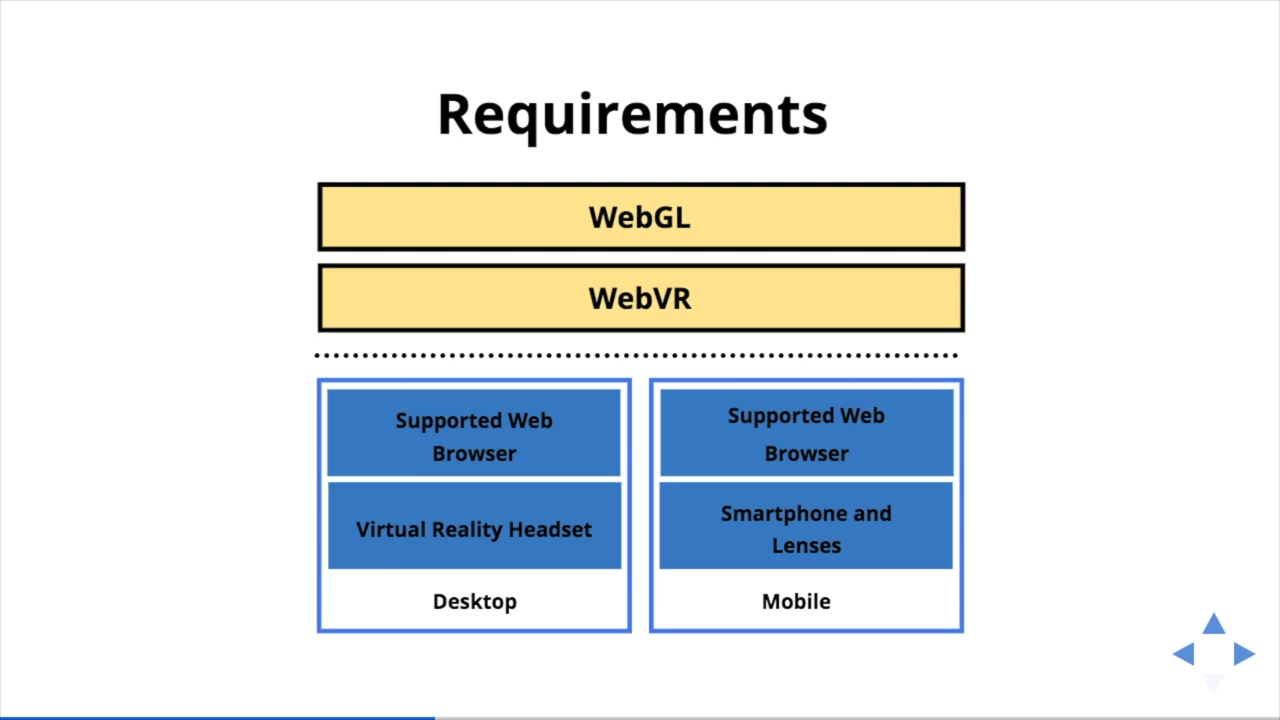 Requirements
WebGL
WebVR
Supported Web
Browser
Virtual Reality Headset
Desktop
Supported Web
Browser
Smartphone and
Lenses
Mobile